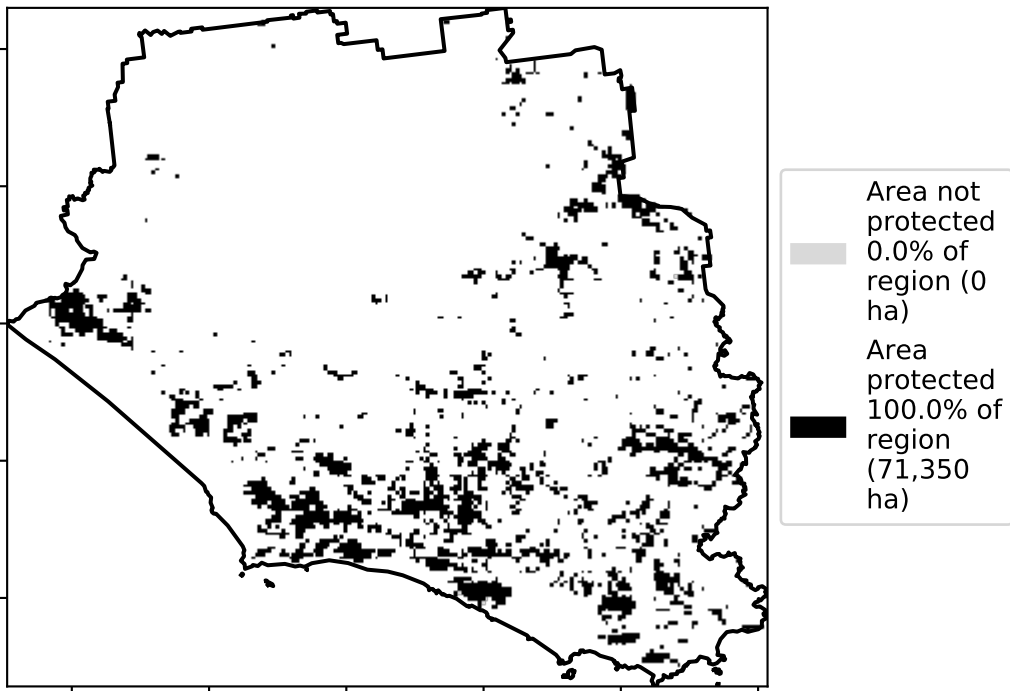 Area not
protected
0.0% of
region (0
ha)
Area
protected
100.0% of
region
(71,350
ha)